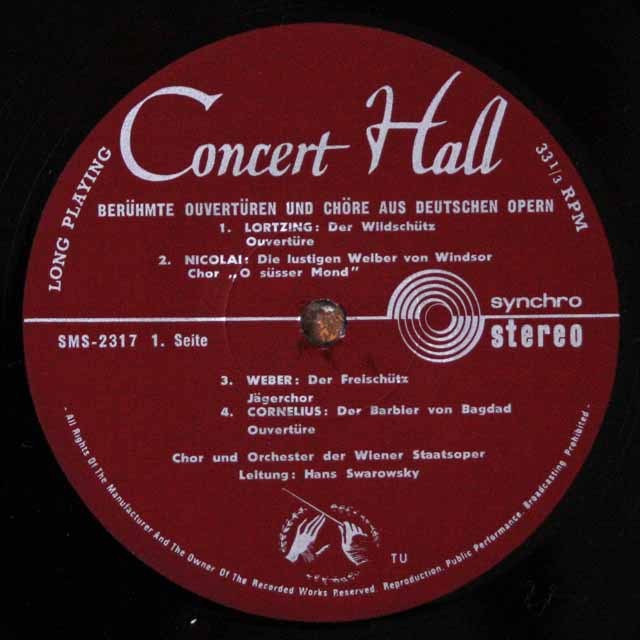 Concert Hall
LONG PLAYING
33 1/3 RPM
BERÜHMTE OUVERTÜREN UND CHÖRE AUS DEUTSCHEN OPERN
1. LORTZING: Der Wildschütz
Ouvertüre
2. NICOLAI: Die lustigen Weiber von Windsor
Chor „O süsser Mond"
synchro
stereo
SMS-2317 1. Seite
3. WEBER: Der Freischütz
Jägerchor
4. CORNELIUS: Der Barbier von Bagdad
Ouvertüre
Chor und Orchester der Wiener Staatsoper
Leitung: Hans Swarowsky
TU
- All Rights Of The Manufacturer And The Owner Of The Recorded Works Reserved. Reproduction. Public Performance. Broadcasting Prohibited -